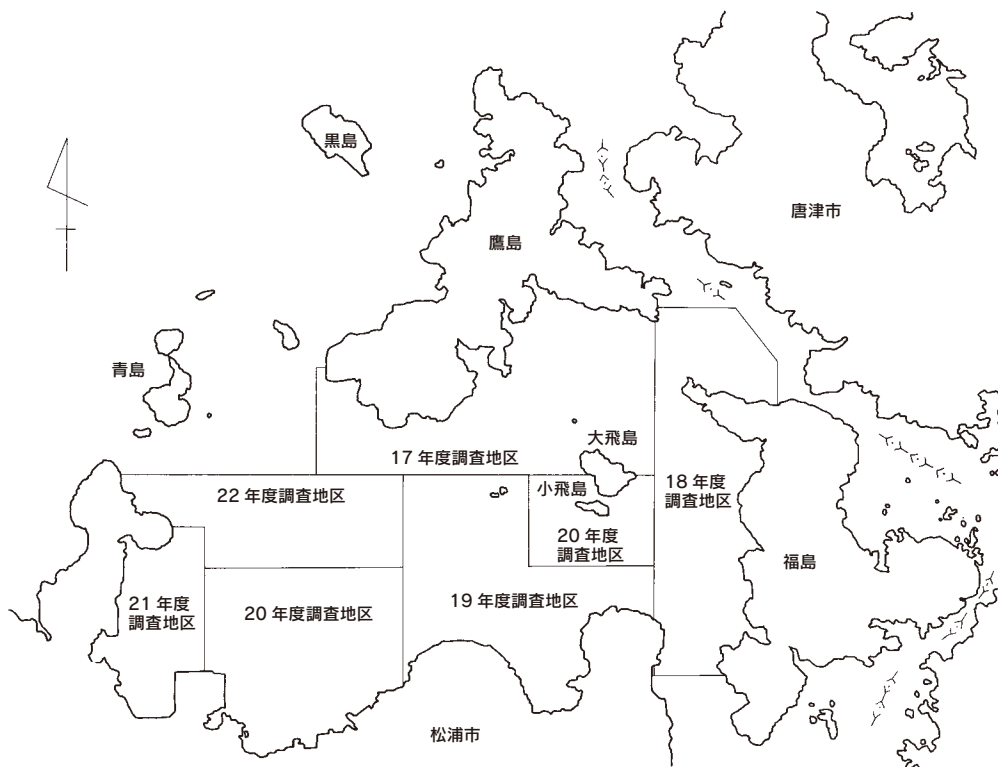 黒島
唐津市
鷹島
青島
17 年度調査地区
大飛島
小飛島
18 年度
調査地区
22 年度調査地区
20 年度
調査地区
福島
21 年度
調査地区
20 年度調査地区
19 年度調査地区
松浦市